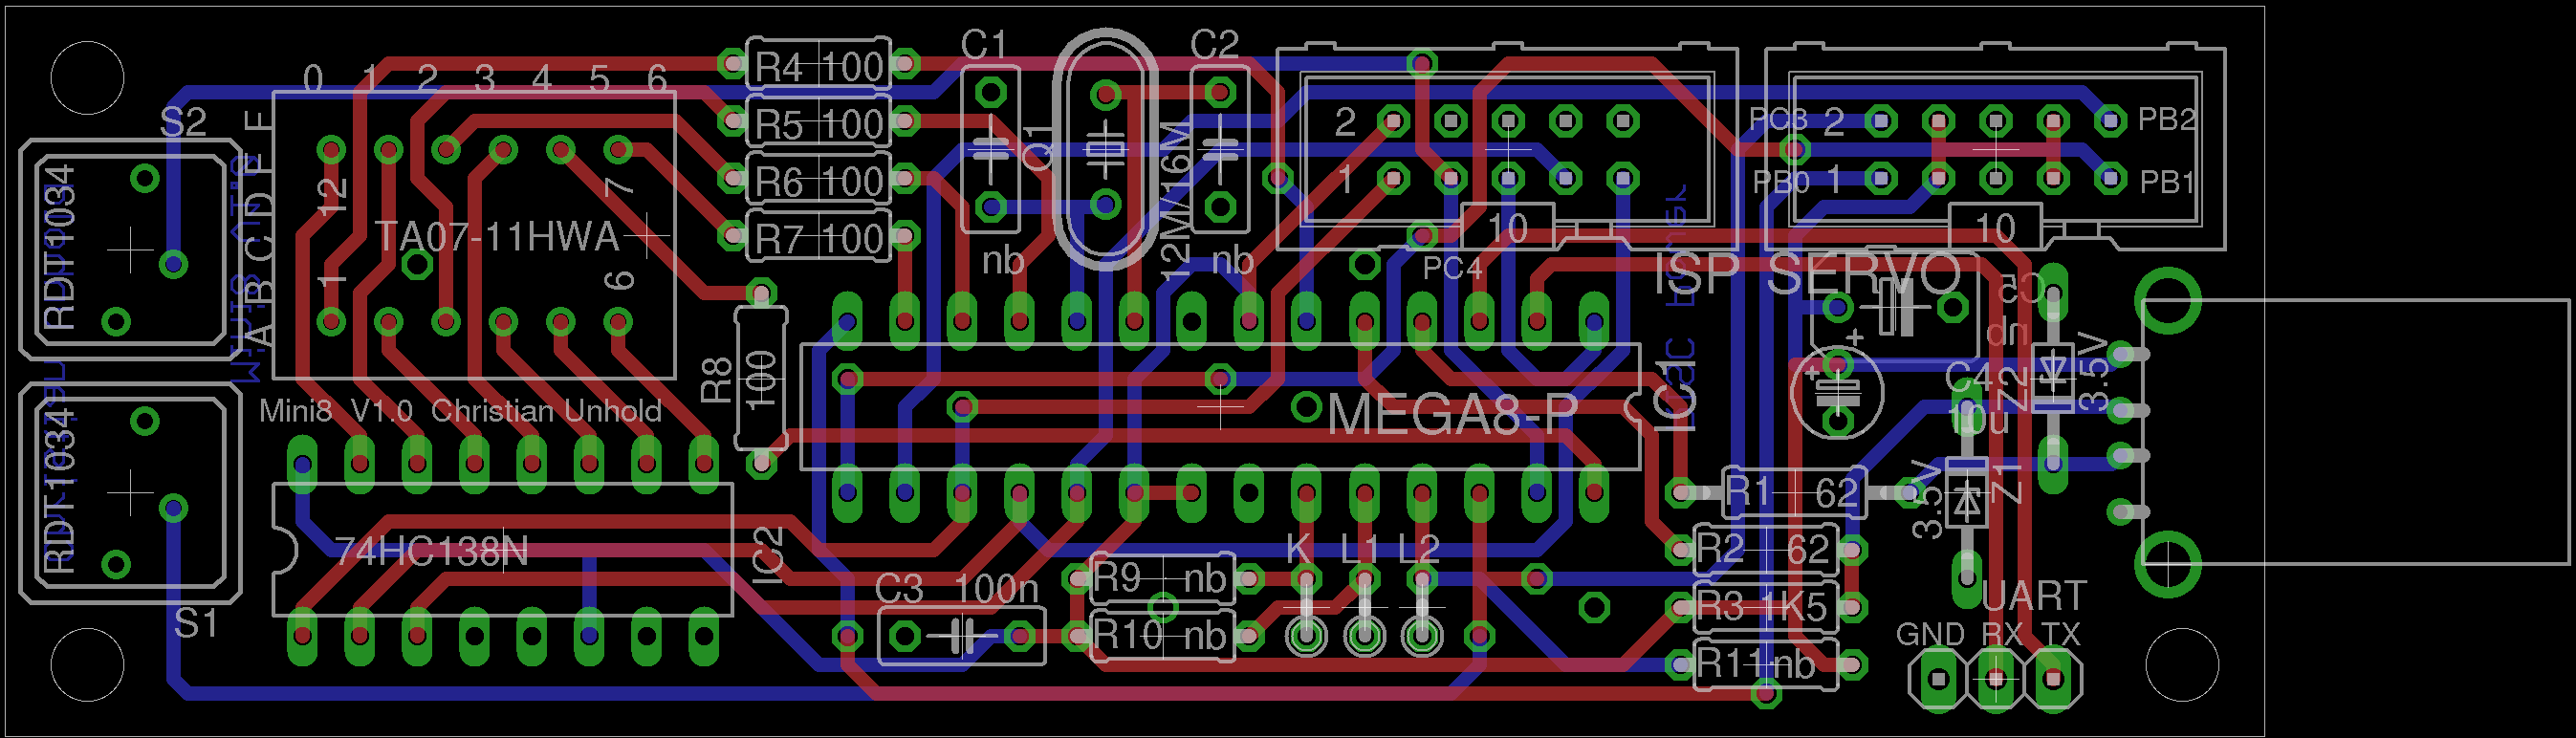 S2
RDT1034
RDT1034
S1
0 1 2 3 4 5 6
A B C D E F
12
7
TA07-11HWA
1
6
Mini8 V1.0 Christian Unhold
74HC138N
IC2
R4 100
R5 100
R6 100
R7 100
R8 100
C1
nb
Q1
12M/16M
C2
nb
2
1
10
PC4
ISP
PC3 2
PB0 1
PB2
PB1
10
SERVO
MEGA8-P
IC1
C5
nb
+
+
C4
10u
Z2
3.5V
3.5V
Z1
C3 100n
R9 nb
R10 nb
K L1 L2
R1 62
R2 62
R3 1K5
R11 nb
UART
GND RX TX